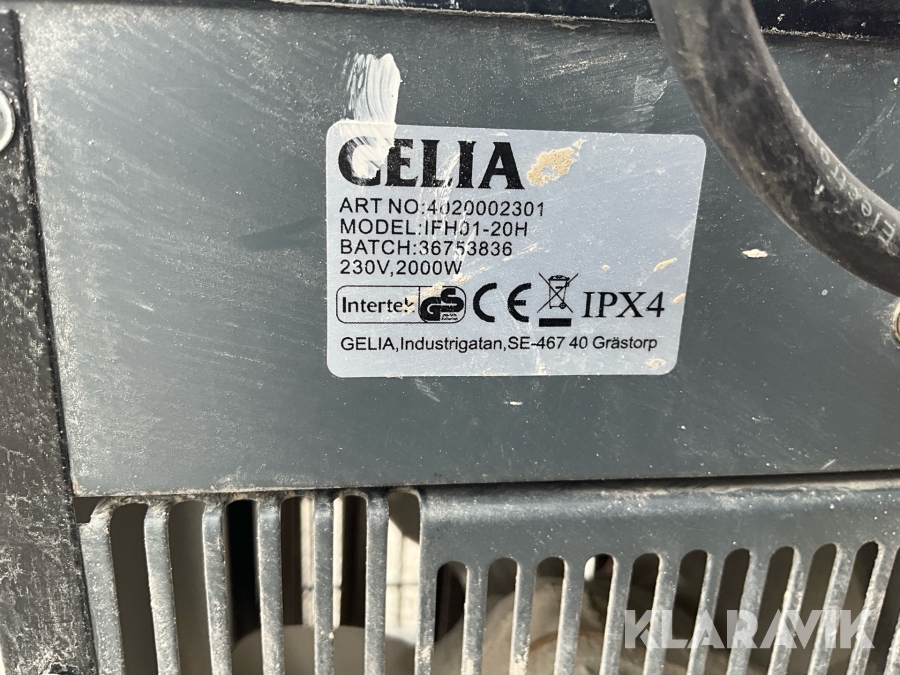 GELIA
ART NO:4020002301
MODEL:IFH01-20H
BATCH:36753836
230V,2000W
Intertek GS CE IPX4
GELIA,Industrigatan,SE-467 40 Grästorp
KLARAVIK